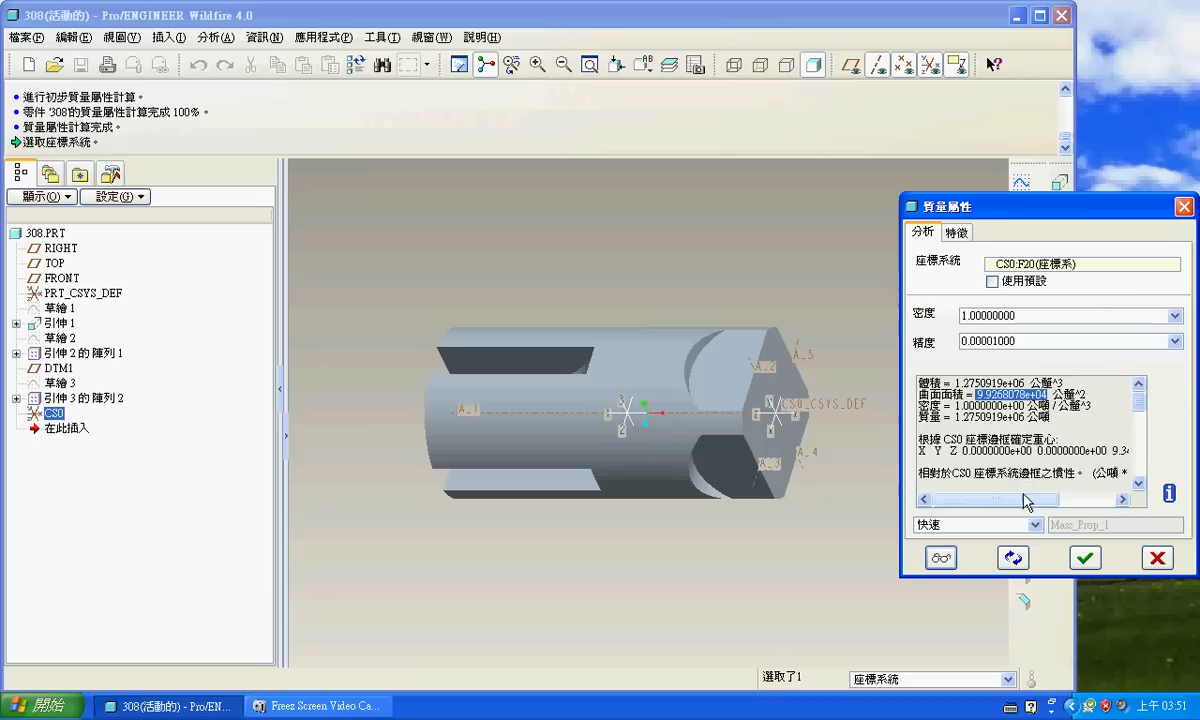 308(活動的) - Pro/ENGINEER Wildfire 4.0
檔案(F) 編輯(E) 視圖(V) 插入(I) 分析(A) 資訊(N) 應用程式(P) 工具(T) 視窗(W) 說明(H)
• 進行初步質量屬性計算。
• 零件 '308'的質量屬性計算完成 100%。
• 質量屬性計算完成。
選取座標系統。
顯示(O) 設定(G)
308.PRT
RIGHT
TOP
FRONT
PRT_CSYS_DEF
草繪 1
引伸 1
草繪 2
引伸 2 的 陣列 1
DTM1
草繪 3
引伸 3 的 陣列 2
CS0
在此插入
A_1
A_2
A_5
CS0_CSYS_DEF
A_3
A_4
質量屬性
分析 特徵
座標系統 CS0:F20(座標系)
使用預設
密度 1.00000000
精度 0.00001000
體積 = 1.2750919e+06 公釐^3
曲面面積 = 9.9268078e+04 公釐^2
密度 = 1.0000000e+00 公噸 / 公釐^3
質量 = 1.2750919e+06 公噸
根據 CS0 座標邊框確定重心:
X Y Z 0.0000000e+00 0.0000000e+00 9.34
相對於CS0 座標系統邊框之慣性。 (公噸 *
快速 Mass_Prop_1
選取了1 座標系統
開始 308(活動的) - Pro/EN... Freez Screen Video Ca... 上午 03:51